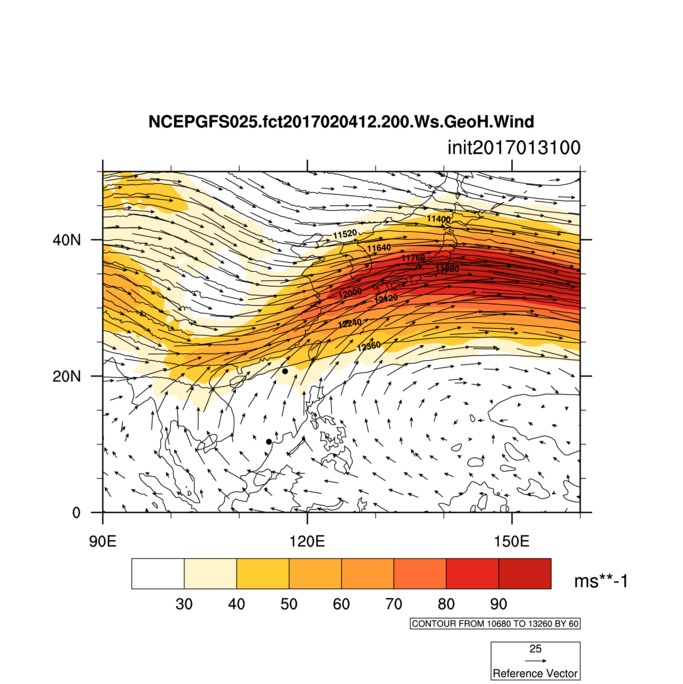 NCEPGFS025.fct2017020412.200.Ws.GeoH.Wind
init2017013100
11400
11520
40N
11640
11760
11880
12000
12120
12240
12360
20N
0
90E 120E 150E
ms**-1
30 40 50 60 70 80 90
CONTOUR FROM 10680 TO 13260 BY 60
25
Reference Vector